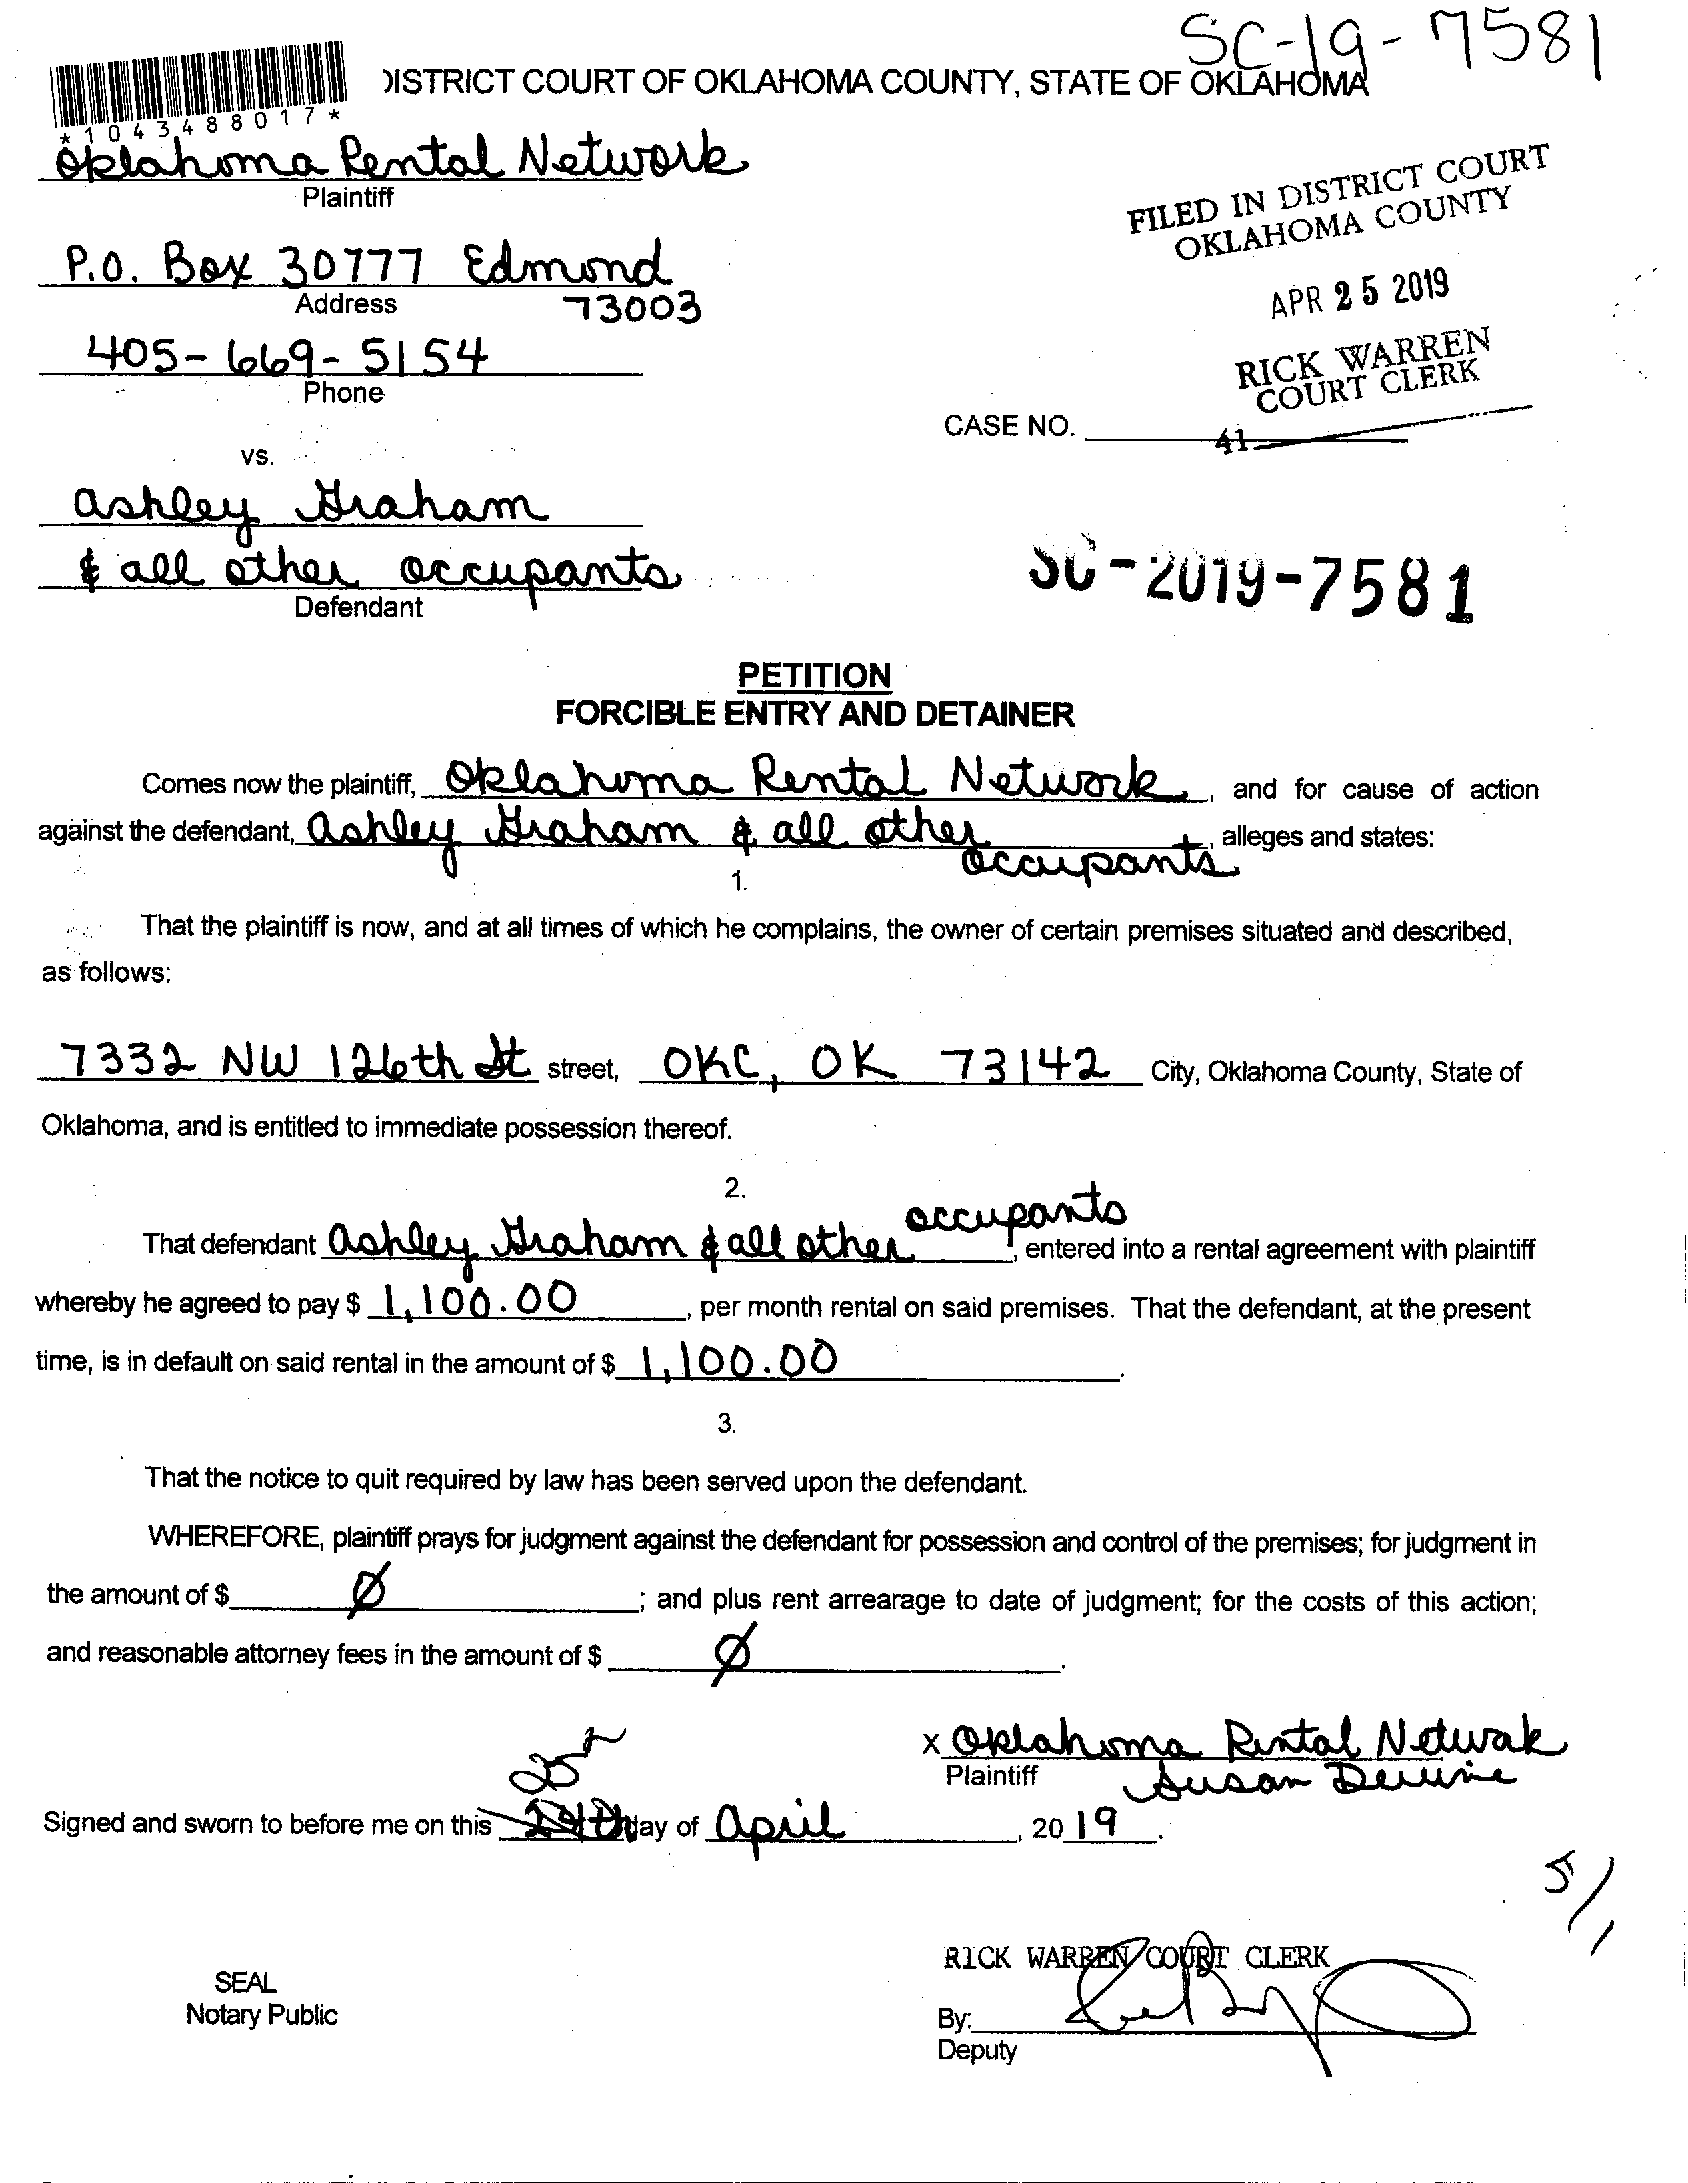 SC-19-7581
DISTRICT COURT OF OKLAHOMA COUNTY, STATE OF OKLAHOMA
*1043488017*
Oklahoma Rental Network
Plaintiff
FILED IN DISTRICT COURT
OKLAHOMA COUNTY
P.O. Box 30777 Edmond
Address 73003
APR 25 2019
405-669-5154
Phone
RICK WARREN
COURT CLERK
CASE NO.
41
vs.
Ashley Graham
& all other occupants
Defendant
SC-2019-7581
PETITION
FORCIBLE ENTRY AND DETAINER
Comes now the plaintiff, Oklahoma Rental Network, and for cause of action
against the defendant, Ashley Graham & all other occupants, alleges and states:
1.
That the plaintiff is now, and at all times of which he complains, the owner of certain premises situated and described,
as follows:
7332 NW 126th St street, OKC, OK 73142 City, Oklahoma County, State of
Oklahoma, and is entitled to immediate possession thereof.
2.
That defendant Ashley Graham & all other occupants, entered into a rental agreement with plaintiff
whereby he agreed to pay $ 1,100.00, per month rental on said premises. That the defendant, at the present
time, is in default on said rental in the amount of $ 1,100.00.
3.
That the notice to quit required by law has been served upon the defendant.
WHEREFORE, plaintiff prays for judgment against the defendant for possession and control of the premises; for judgment in
the amount of $ Ø; and plus rent arrearage to date of judgment; for the costs of this action;
and reasonable attorney fees in the amount of $ Ø.
x Oklahoma Rental Network
Plaintiff Susan
25
Signed and sworn to before me on this 24th day of April, 2019.
RICK WARREN COURT CLERK
SEAL
Notary Public
By:
Deputy